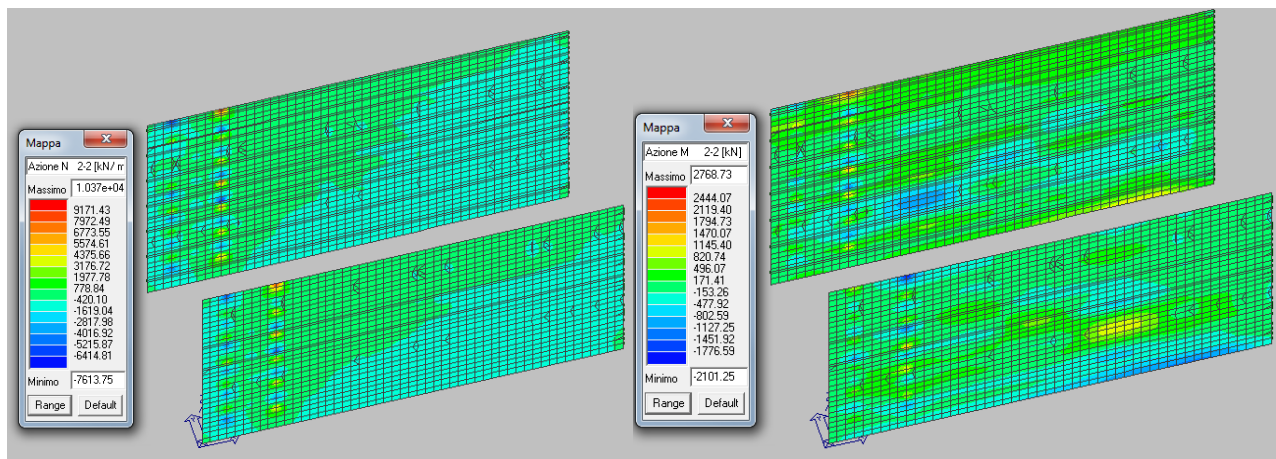 Mappa
Azione N 2-2 [kN/ m
Massimo 1.037e+04
9171.43
7972.49
6773.55
5574.61
4375.66
3176.72
1977.78
778.84
-420.10
-1619.04
-2817.98
-4016.92
-5215.87
-6414.81
Minimo -7613.75
Range Default
Mappa
Azione M 2-2 [kN]
Massimo 2768.73
2444.07
2119.40
1794.73
1470.07
1145.40
820.74
496.07
171.41
-153.26
-477.92
-802.59
-1127.25
-1451.92
-1776.59
Minimo -2101.25
Range Default